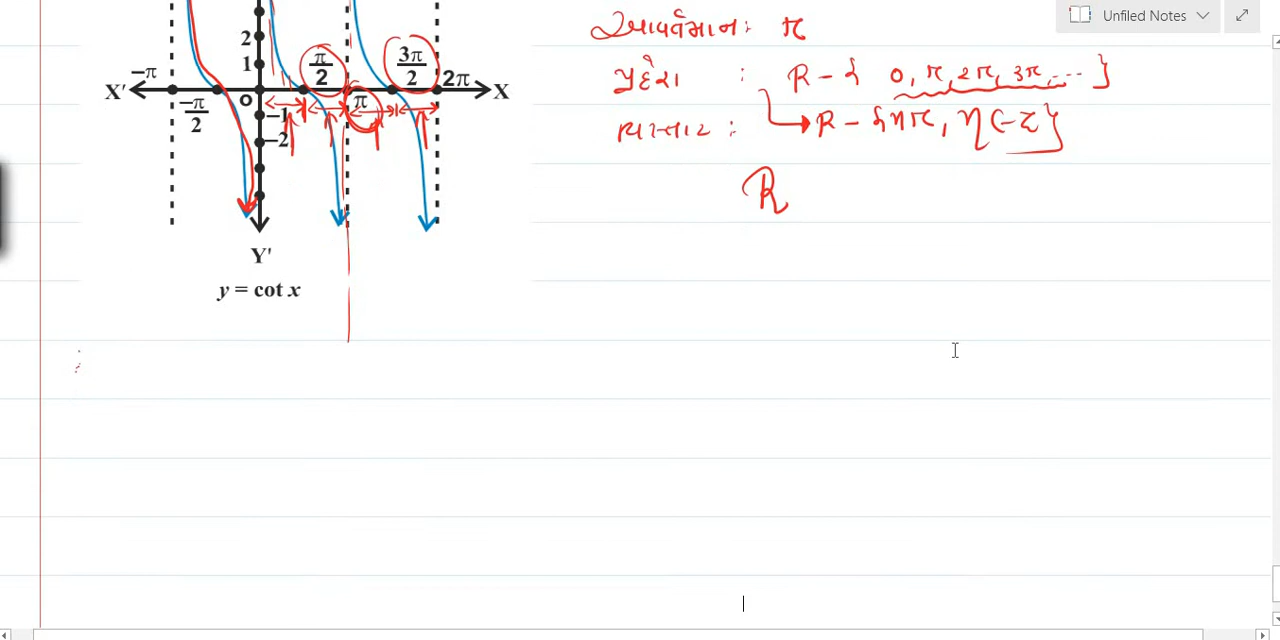 Unfiled Notes
આવર્તમાન: π
2
1
π/2
3π/2
-π
2π
X'
X
-π/2
O
π
-1
-2
પ્રદેશ : R - { 0, π, 2π, 3π, ... }
R - {nπ, n∈Z}
વિસ્તાર :
R
Y'
y = cot x